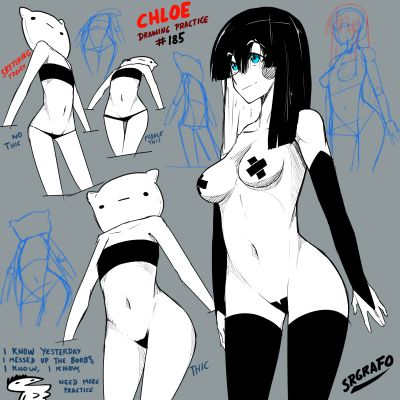 CHLOE
DRAWING PRACTICE
#185
SKETCHING
TODAY
NO
THIC
MIDDLE
THIC
THIC
I KNOW YESTERDAY
I MESSED UP THE BOOBS,
I KNOW, I KNOW,
NEED MORE
PRACTICE
SRGRAFO